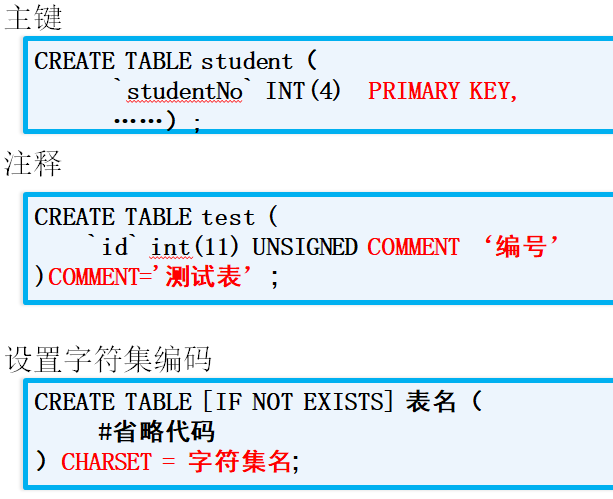 主键
CREATE TABLE student (
`studentNo` INT(4) PRIMARY KEY,
……) ;
注释
CREATE TABLE test (
`id` int(11) UNSIGNED COMMENT ‘编号’
)COMMENT='测试表’ ;
设置字符集编码
CREATE TABLE [IF NOT EXISTS] 表名 (
#省略代码
) CHARSET = 字符集名;